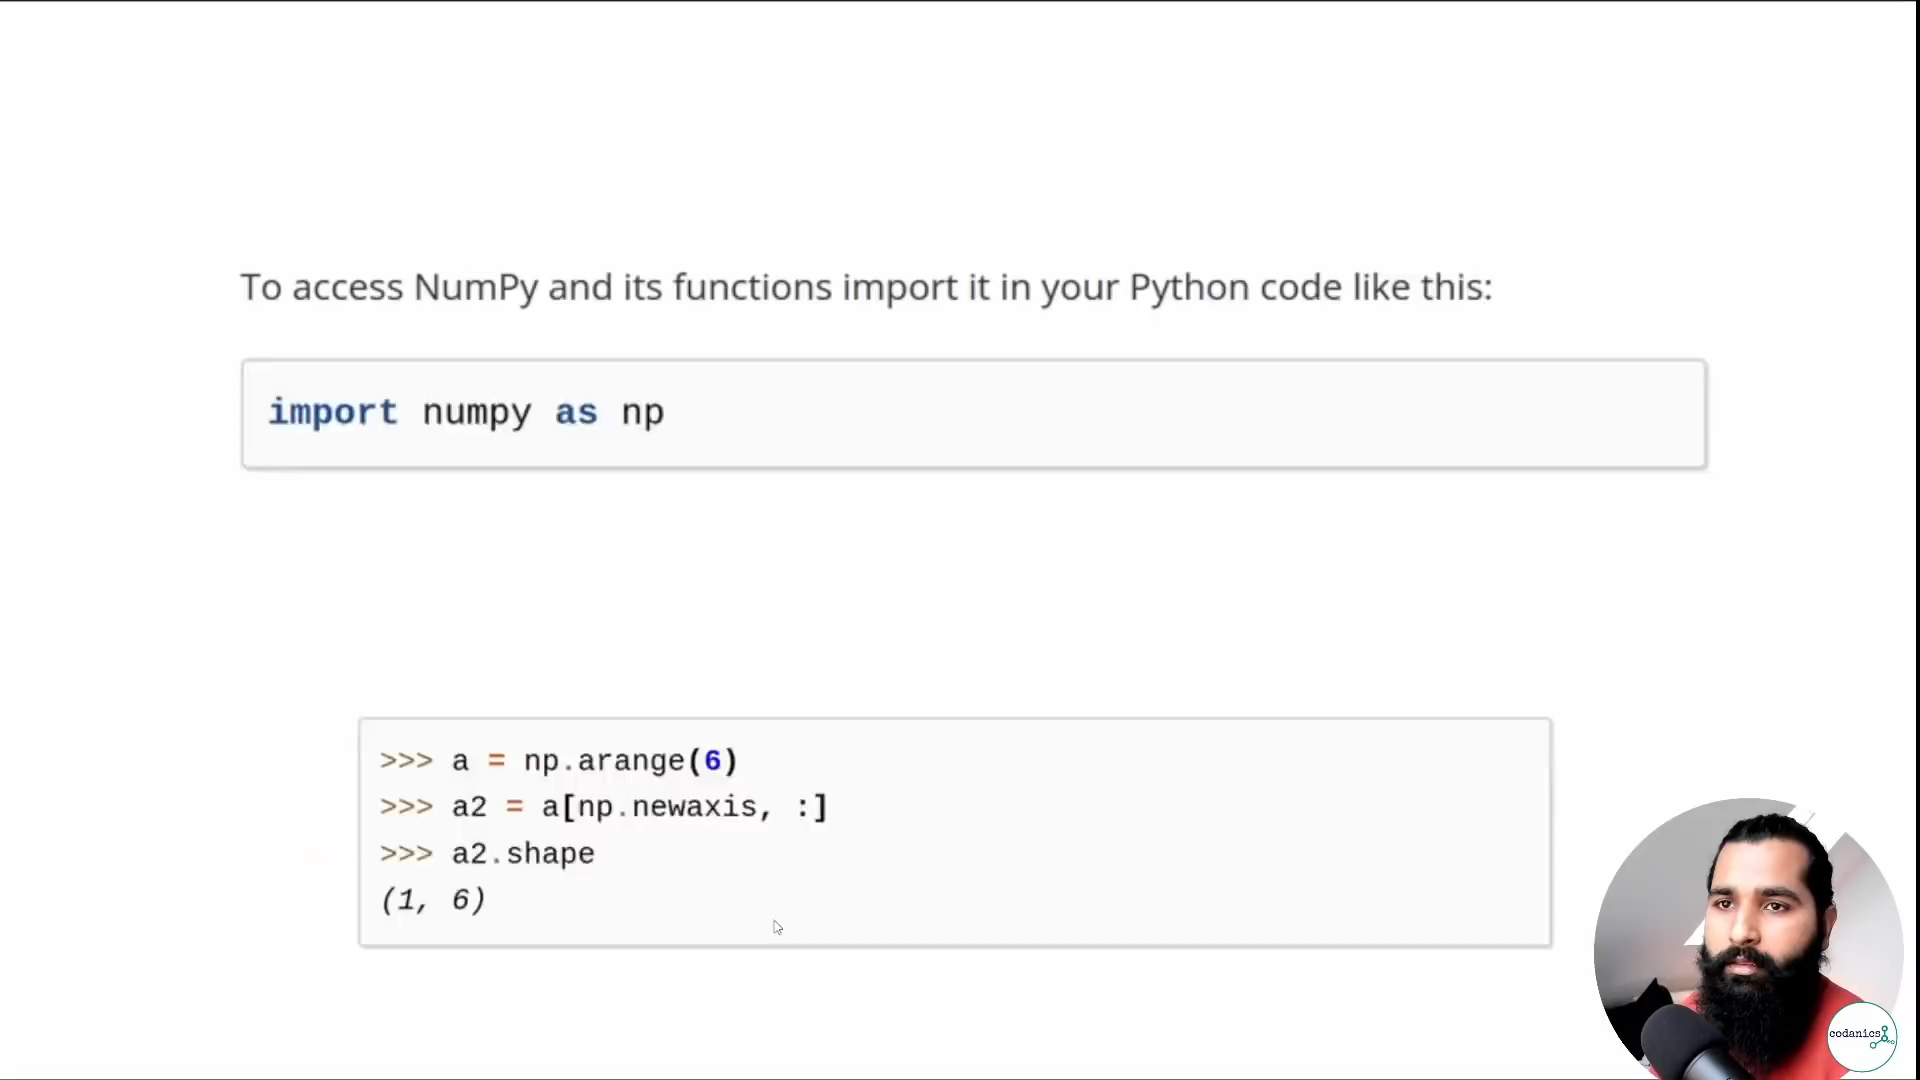 To access NumPy and its functions import it in your Python code like this:
import numpy as np
>>> a = np.arange(6)
>>> a2 = a[np.newaxis, :]
>>> a2.shape
(1, 6)
codanics